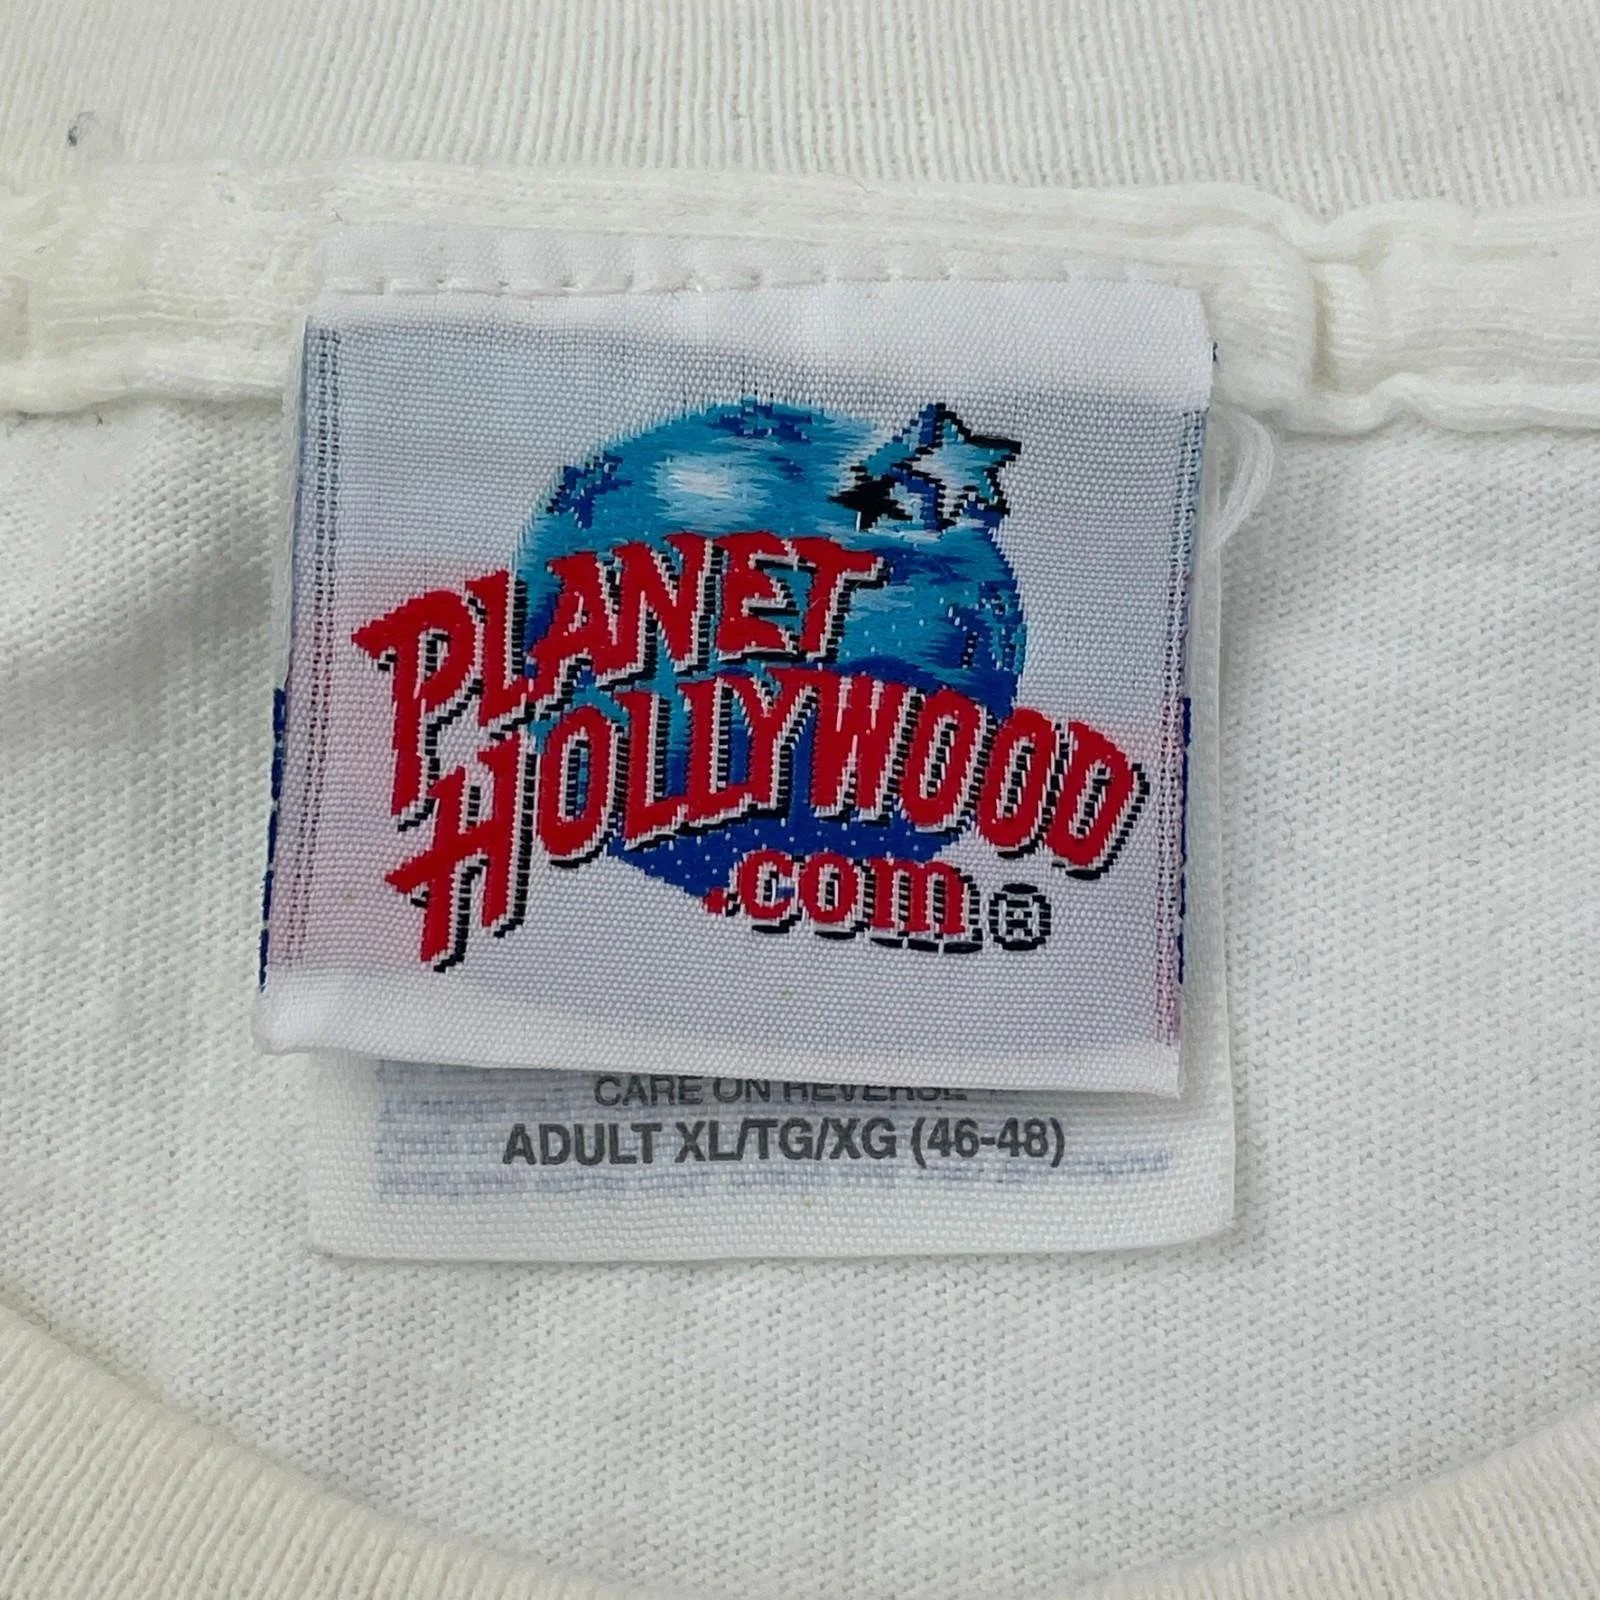 PLANET
HOLLYWOOD
.com®
CARE ON REVERSE
ADULT XL/TG/XG (46-48)